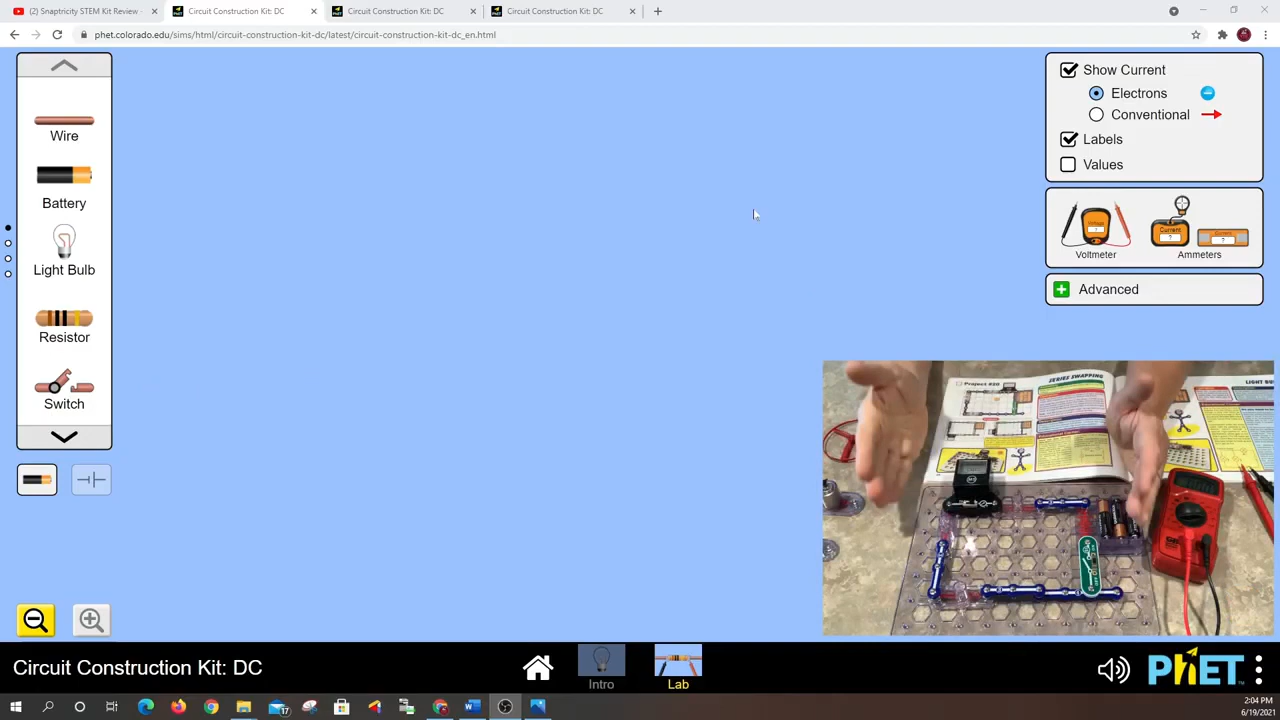 (2) Snaptricity STEM Kit Review -
Circuit Construction Kit: DC
Circuit Construction Kit: DC
Circuit Construction Kit: DC
phet.colorado.edu/sims/html/circuit-construction-kit-dc/latest/circuit-construction-kit-dc_en.html
Wire
Battery
Light Bulb
Resistor
Switch
Show Current
Electrons
Conventional
Labels
Values
Voltmeter
Current
?
Current
?
Ammeters
Advanced
Project #20
SERIES SWAPPING
Circuit Construction Kit: DC
Intro
Lab
PhET
2:04 PM
6/19/2021